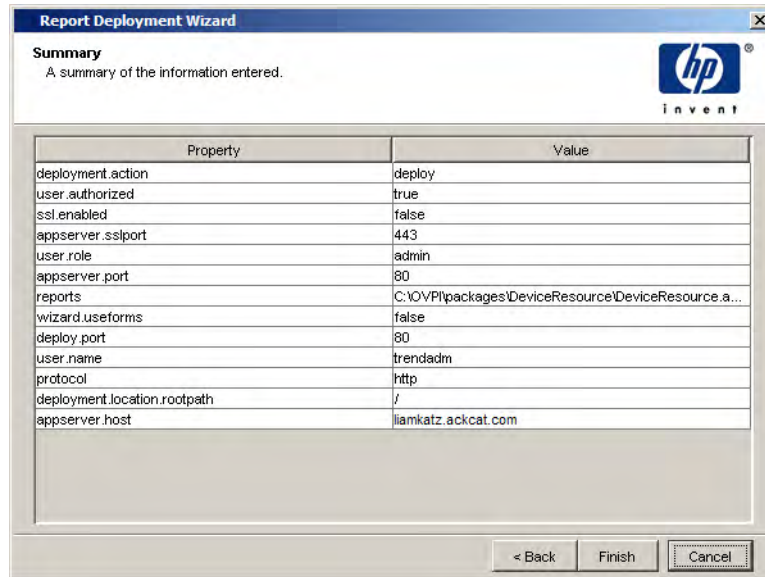 Report Deployment Wizard
Summary
A summary of the information entered.
hp ®
invent
Property Value
deployment.action deploy
user.authorized true
ssl.enabled false
appserver.sslport 443
user.role admin
appserver.port 80
reports C:\OVPI\packages\DeviceResource\DeviceResource.a...
wizard.useforms false
deploy.port 80
user.name trendadm
protocol http
deployment.location.rootpath /
appserver.host liamkatz.ackcat.com
< Back Finish Cancel